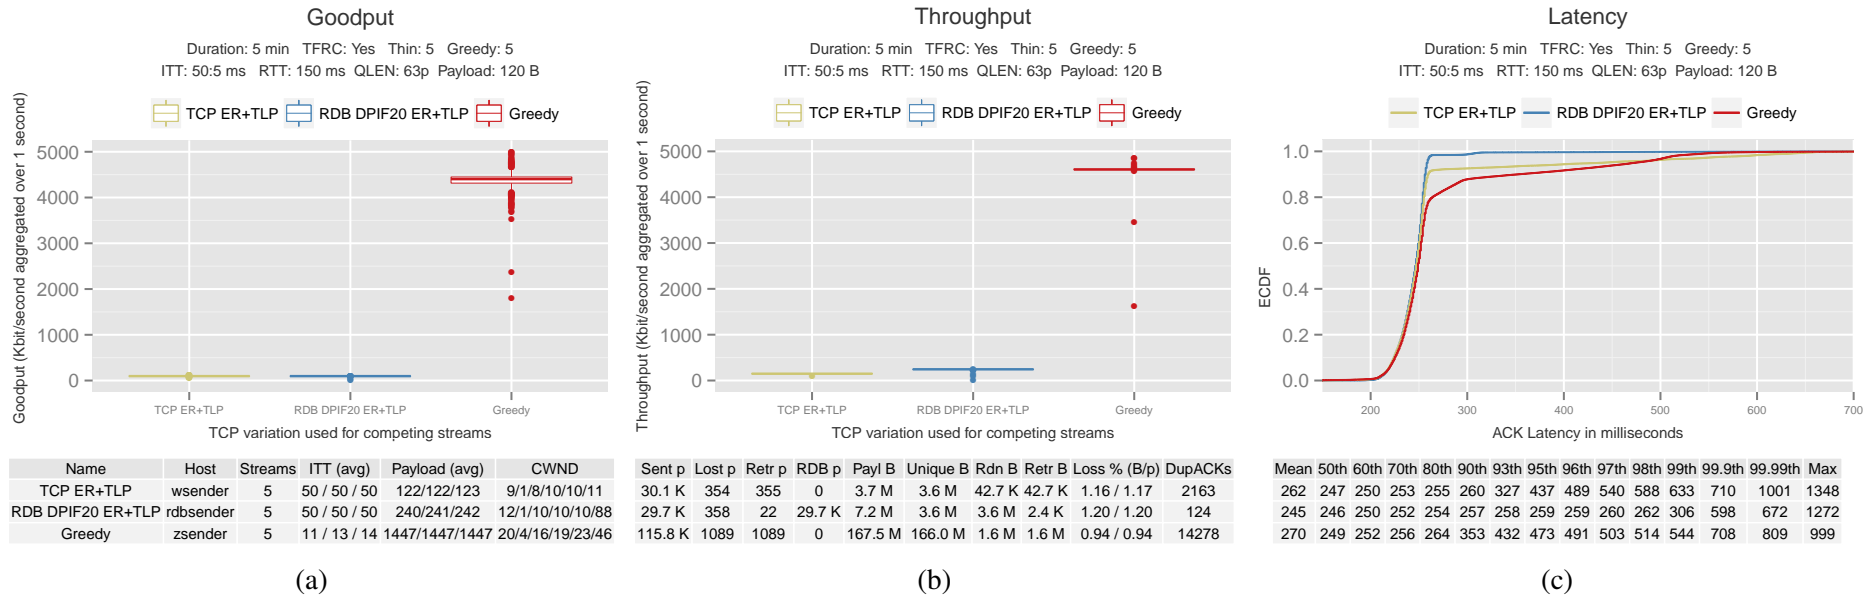 Goodput
Duration: 5 min TFRC: Yes Thin: 5 Greedy: 5
ITT: 50:5 ms RTT: 150 ms QLEN: 63p Payload: 120 B
TCP ER+TLP RDB DPIF20 ER+TLP Greedy
Goodput (Kbit/second aggregated over 1 second)
5000
4000
3000
2000
1000
0
TCP ER+TLP RDB DPIF20 ER+TLP Greedy
TCP variation used for competing streams
Name Host Streams ITT (avg) Payload (avg) CWND
TCP ER+TLP wsender 5 50 / 50 / 50 122/122/123 9/1/8/10/10/11
RDB DPIF20 ER+TLP rdbsender 5 50 / 50 / 50 240/241/242 12/1/10/10/10/88
Greedy zsender 5 11 / 13 / 14 1447/1447/1447 20/4/16/19/23/46
(a)
Throughput
Duration: 5 min TFRC: Yes Thin: 5 Greedy: 5
ITT: 50:5 ms RTT: 150 ms QLEN: 63p Payload: 120 B
TCP ER+TLP RDB DPIF20 ER+TLP Greedy
Throughput (Kbit/second aggregated over 1 second)
5000
4000
3000
2000
1000
0
TCP ER+TLP RDB DPIF20 ER+TLP Greedy
TCP variation used for competing streams
Sent p Lost p Retr p RDB p Payl B Unique B Rdn B Retr B Loss % (B/p) DupACKs
30.1 K 354 355 0 3.7 M 3.6 M 42.7 K 42.7 K 1.16 / 1.17 2163
29.7 K 358 22 29.7 K 7.2 M 3.6 M 3.6 M 2.4 K 1.20 / 1.20 124
115.8 K 1089 1089 0 167.5 M 166.0 M 1.6 M 1.6 M 0.94 / 0.94 14278
(b)
Latency
Duration: 5 min TFRC: Yes Thin: 5 Greedy: 5
ITT: 50:5 ms RTT: 150 ms QLEN: 63p Payload: 120 B
TCP ER+TLP RDB DPIF20 ER+TLP Greedy
ECDF
1.0
0.8
0.6
0.4
0.2
0.0
200 300 400 500 600 700
ACK Latency in milliseconds
Mean 50th 60th 70th 80th 90th 93th 95th 96th 97th 98th 99th 99.9th 99.99th Max
262 247 250 253 255 260 327 437 489 540 588 633 710 1001 1348
245 246 250 252 254 257 258 259 259 260 262 306 598 672 1272
270 249 252 256 264 353 432 473 491 503 514 544 708 809 999
(c)